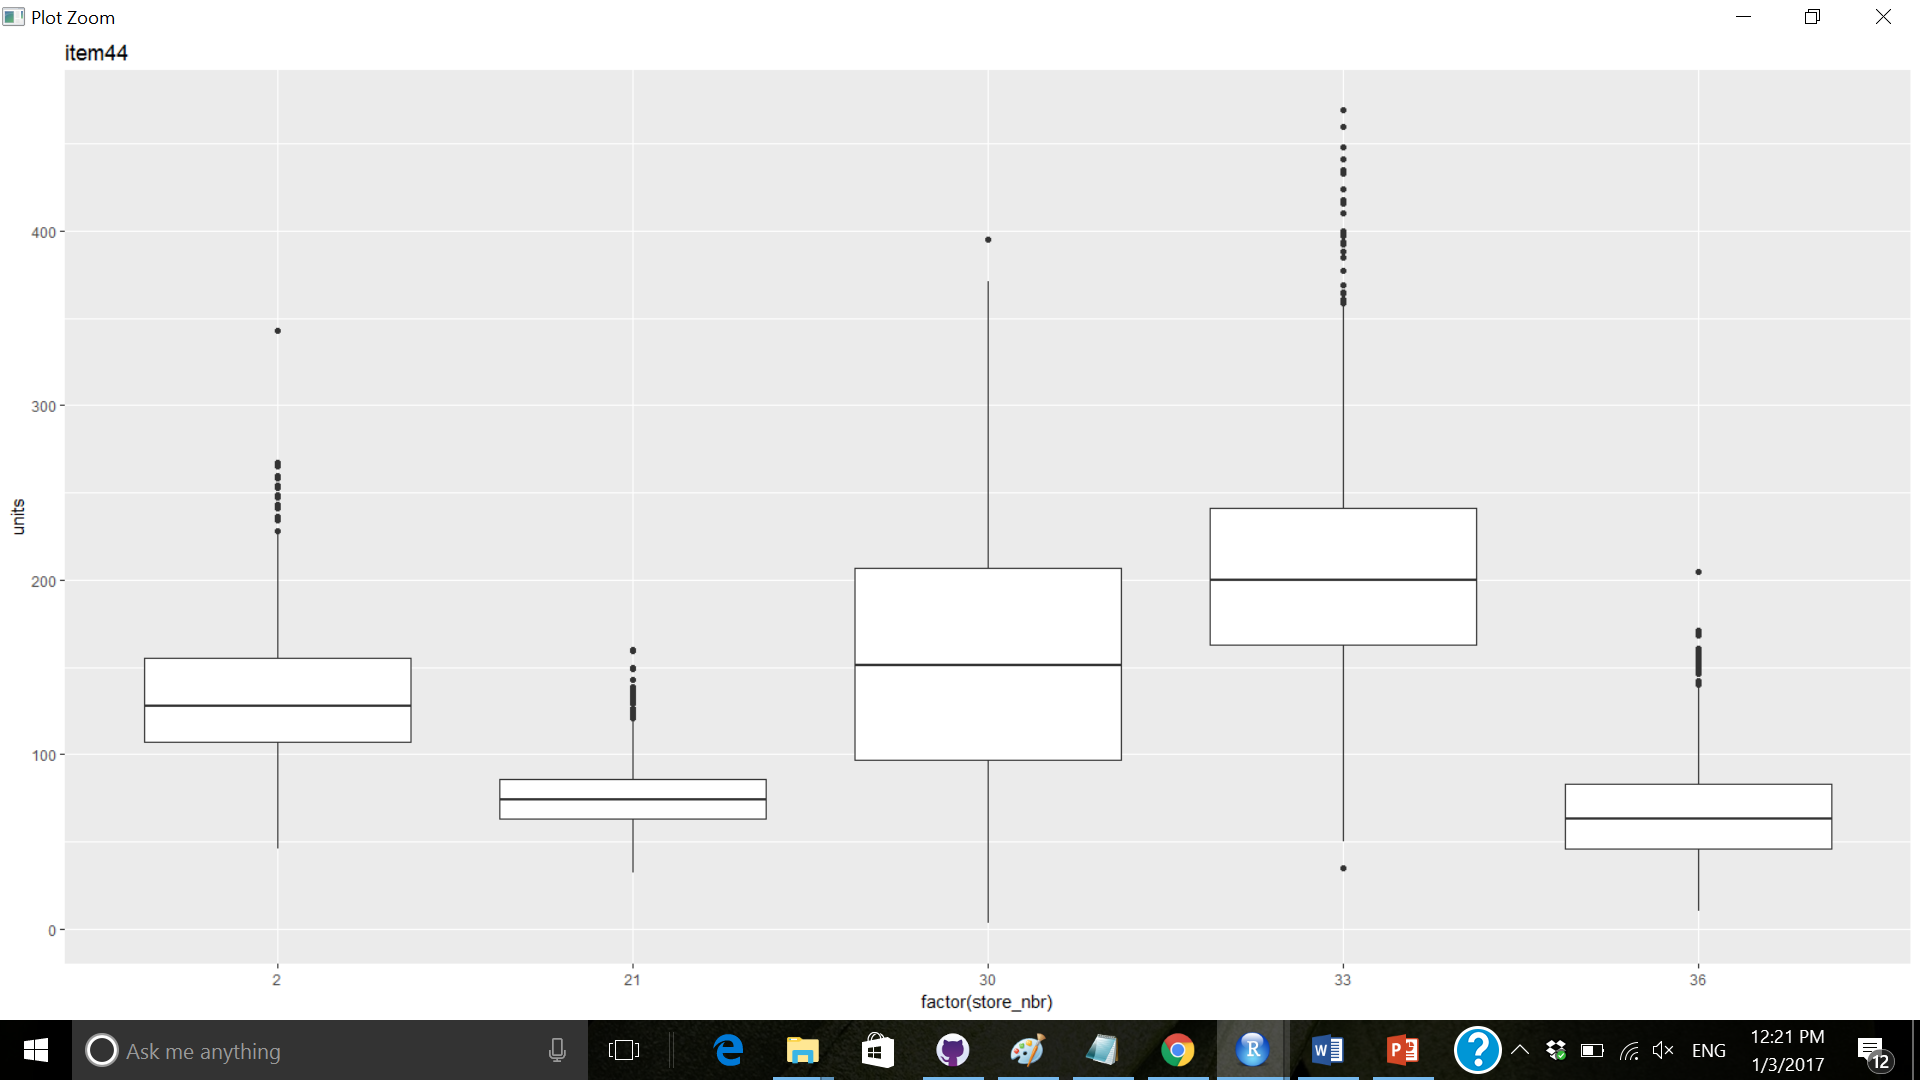 Plot Zoom
item44
units
400
300
200
100
0
2 21 30 33 36
factor(store_nbr)
Ask me anything
R
W
P
?
ENG
12:21 PM
1/3/2017
12